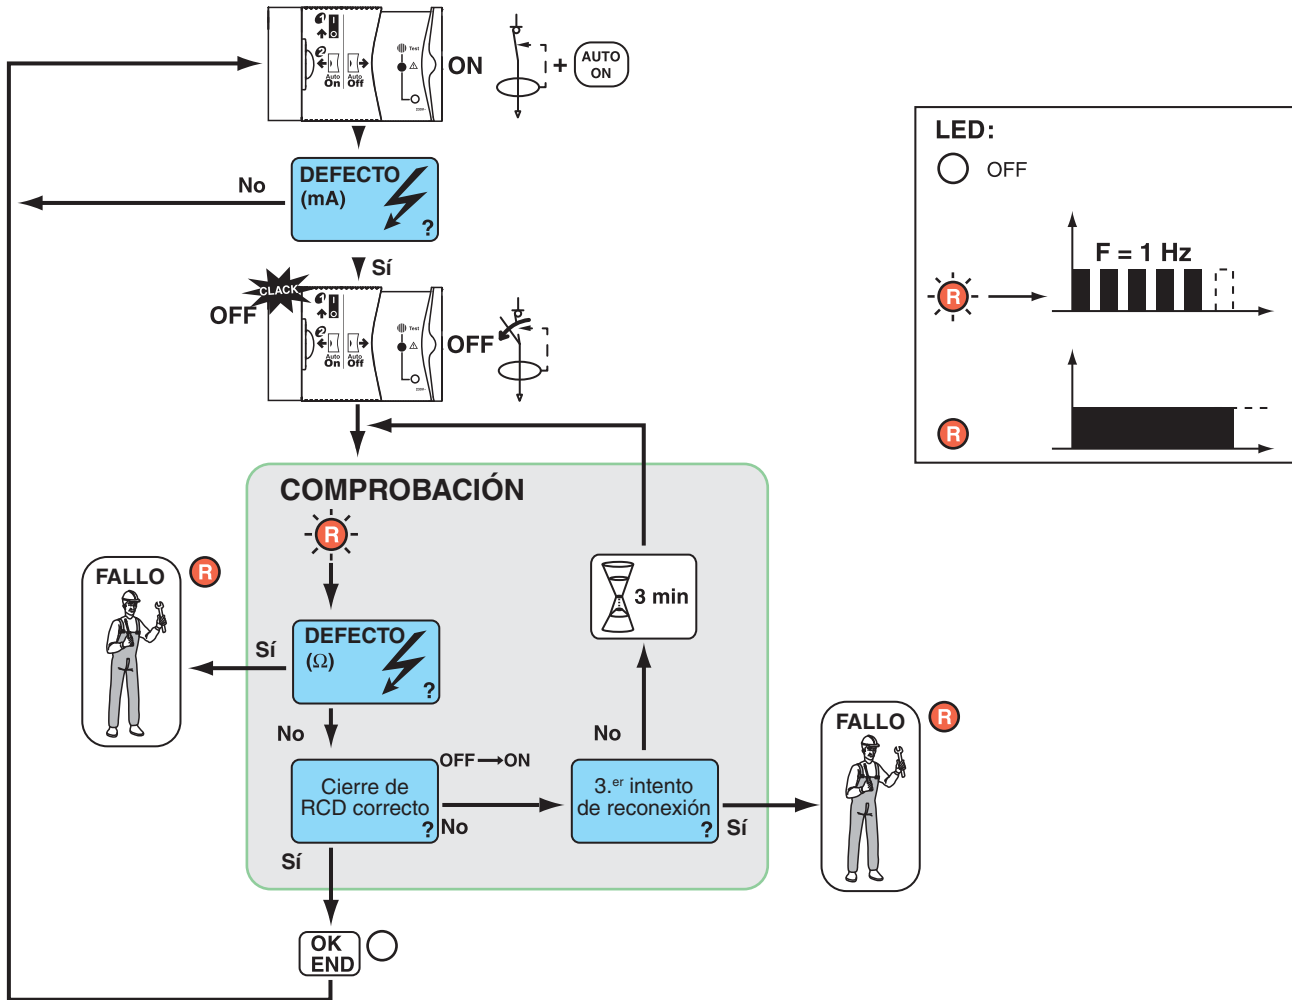 Test
Auto
On
Auto
Off
ON
+
AUTO
ON
DEFECTO
(mA)
?
No
Sí
CLACK
OFF
Test
Auto
On
Auto
Off
OFF
COMPROBACIÓN
R
FALLO
R
DEFECTO
(Ω)
?
Sí
No
3 min
Cierre de
RCD correcto
?
OFF → ON
No
Sí
3.er intento
de reconexión
?
No
Sí
FALLO
R
OK
END
LED:
OFF
F = 1 Hz
R
R